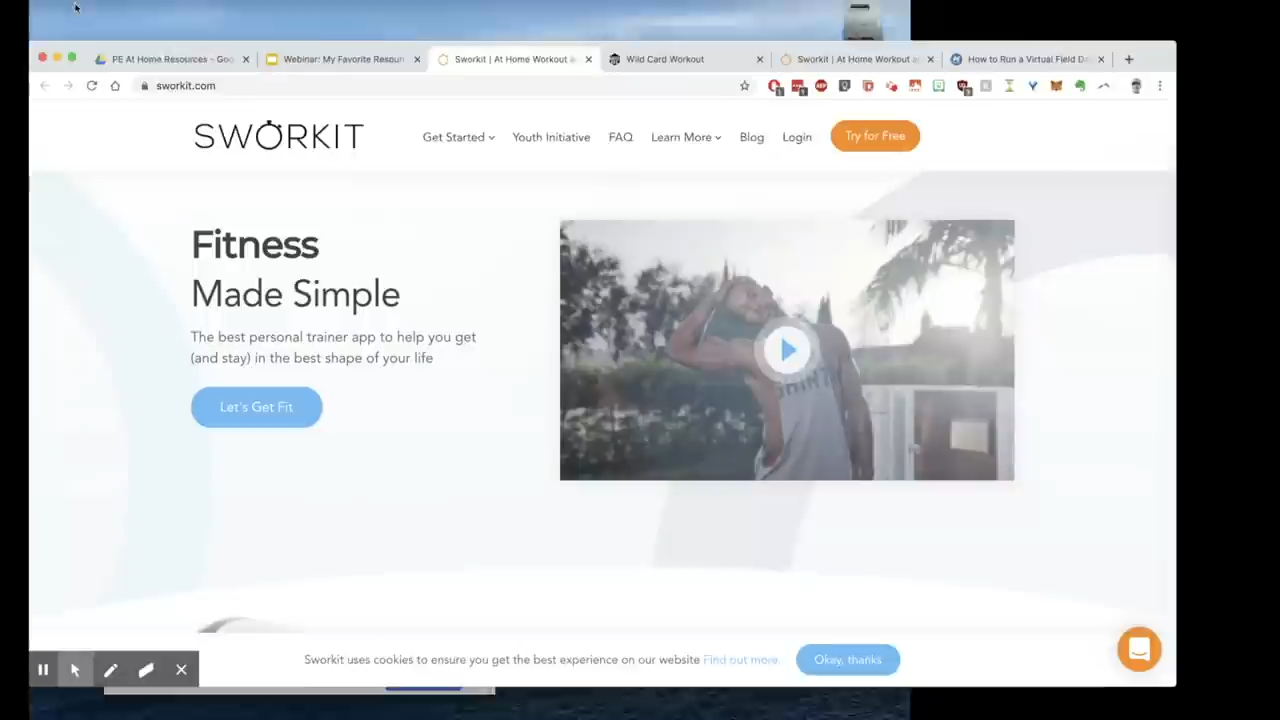 PE At Home Resources - Goo
Webinar: My Favorite Resourc
Sworkit | At Home Workout a
Wild Card Workout
Sworkit | At Home Workout a
How to Run a Virtual Field Da
sworkit.com
SWORKIT
Get Started
Youth Initiative
FAQ
Learn More
Blog
Login
Try for Free
Fitness
Made Simple
The best personal trainer app to help you get
(and stay) in the best shape of your life
Let's Get Fit
Sworkit uses cookies to ensure you get the best experience on our website Find out more.
Okay, thanks